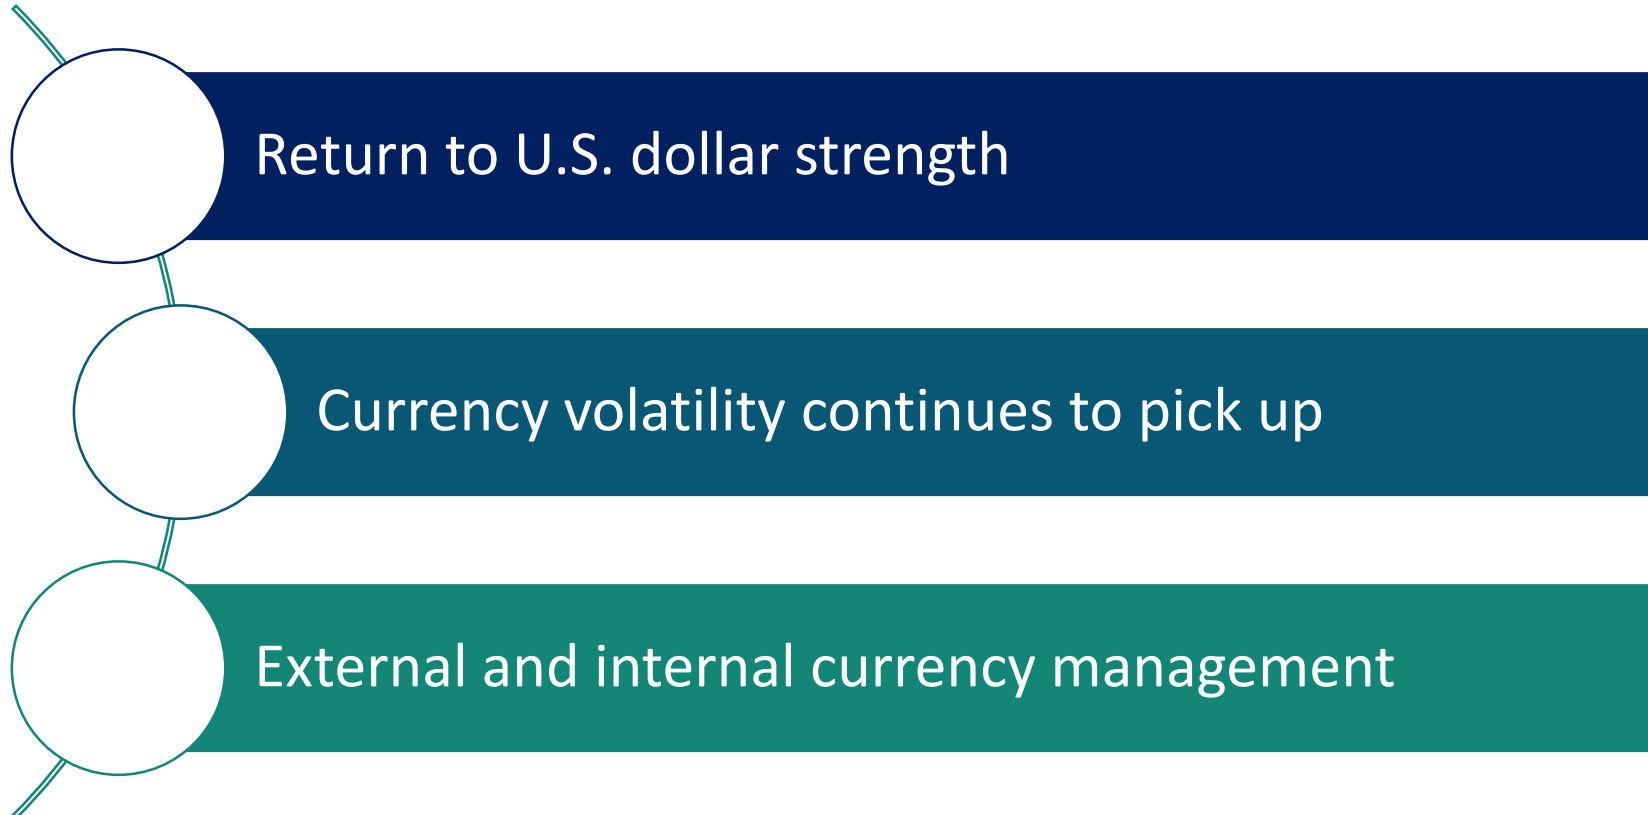 Return to U.S. dollar strength
Currency volatility continues to pick up
External and internal currency management